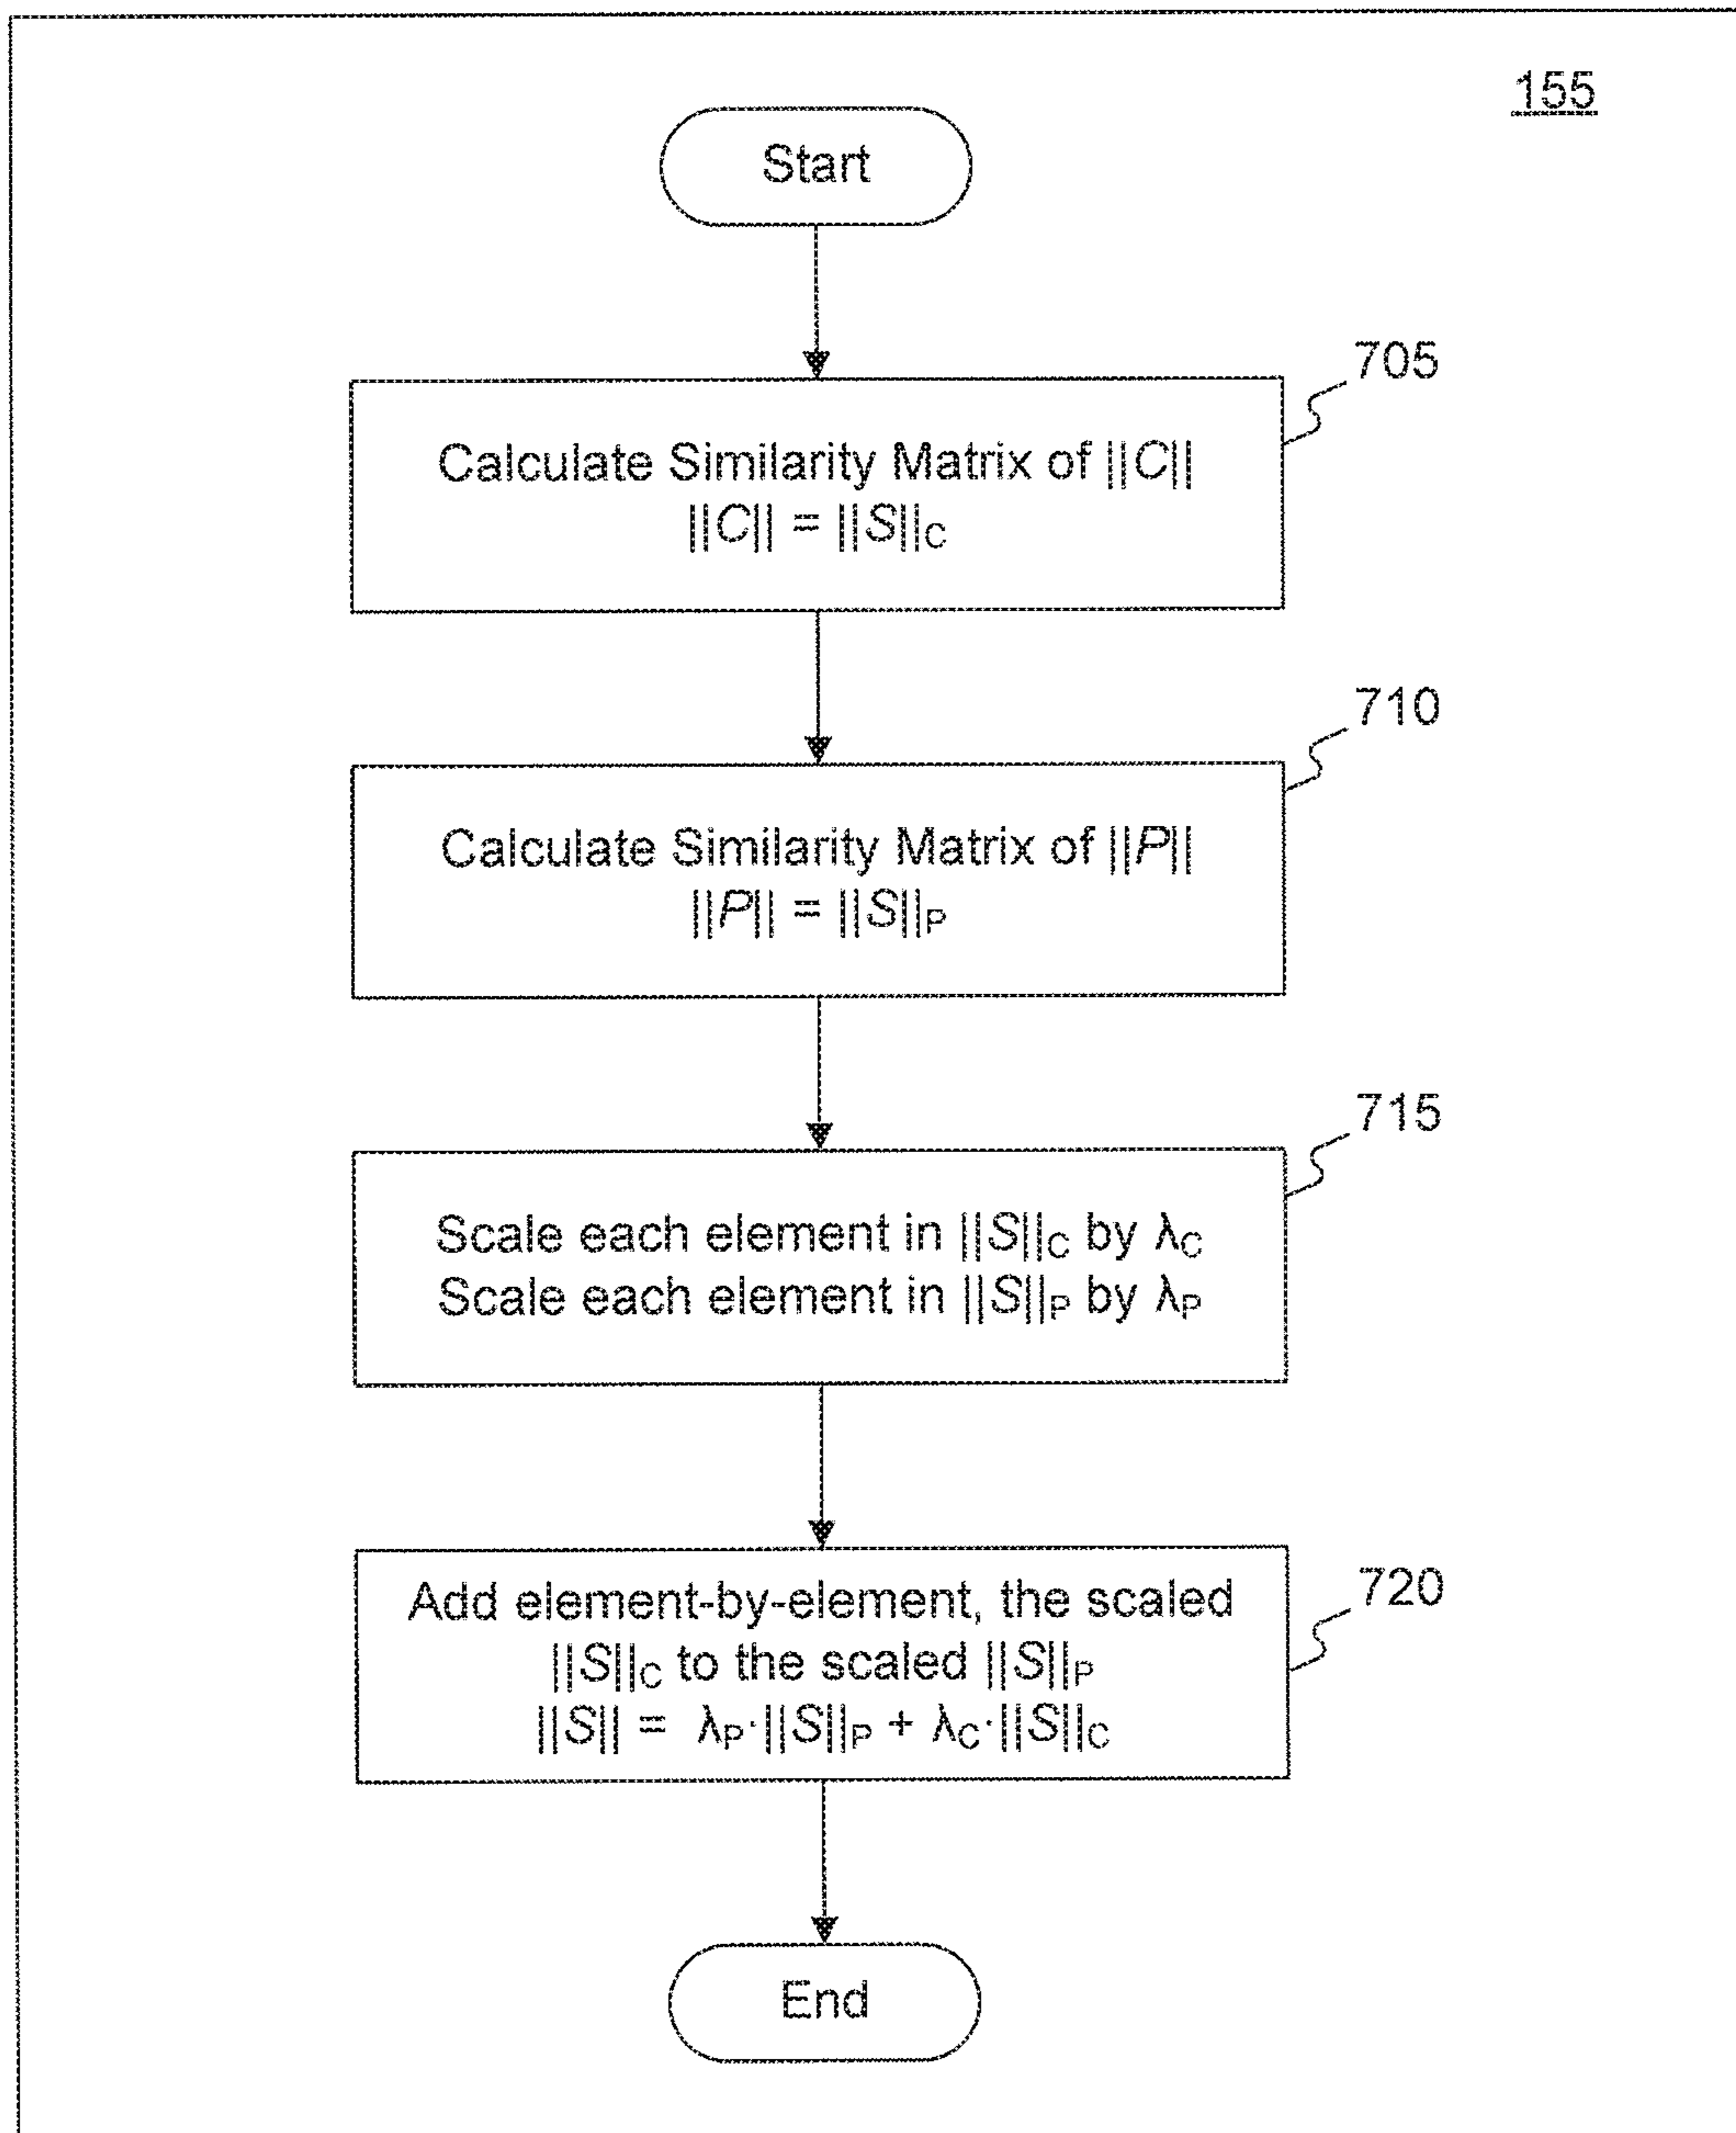 155
Start
705
Calculate Similarity Matrix of ||C||
||C|| = ||S||C
710
Calculate Similarity Matrix of ||P||
||P|| = ||S||P
715
Scale each element in ||S||C by λC
Scale each element in ||S||P by λP
720
Add element-by-element, the scaled
||S||C to the scaled ||S||P
||S|| = λP·||S||P + λC·||S||C
End